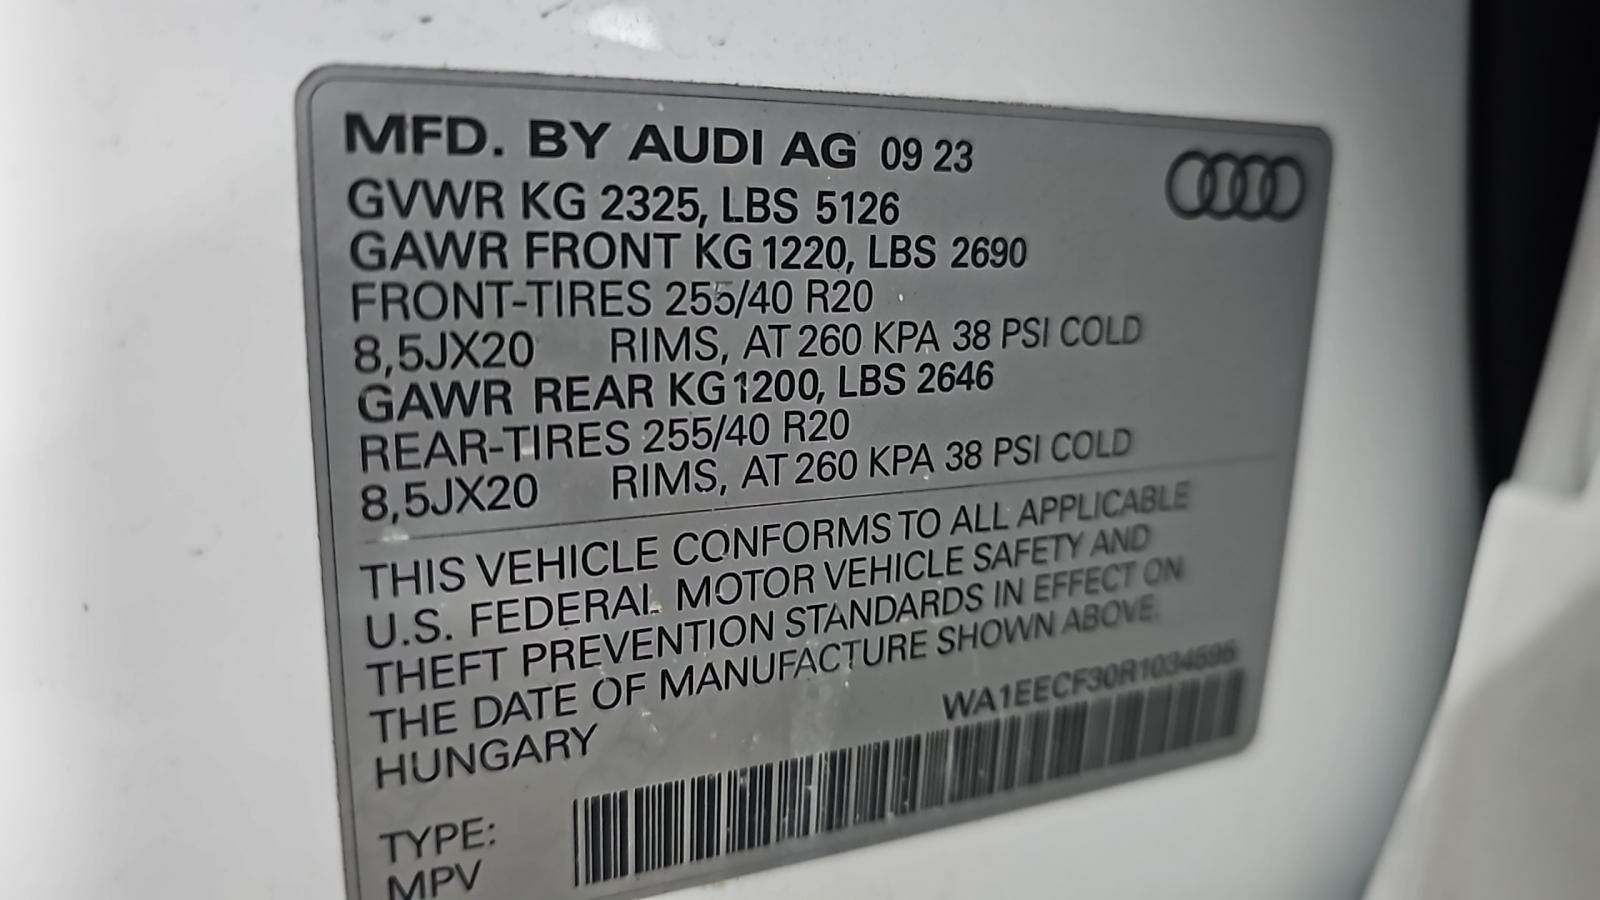 MFD. BY AUDI AG 09 23
GVWR KG 2325, LBS 5126
GAWR FRONT KG 1220, LBS 2690
FRONT-TIRES 255/40 R20
8,5JX20 RIMS, AT 260 KPA 38 PSI COLD
GAWR REAR KG 1200, LBS 2646
REAR-TIRES 255/40 R20
8,5JX20 RIMS, AT 260 KPA 38 PSI COLD
THIS VEHICLE CONFORMS TO ALL APPLICABLE
U.S. FEDERAL MOTOR VEHICLE SAFETY AND
THEFT PREVENTION STANDARDS IN EFFECT ON
THE DATE OF MANUFACTURE SHOWN ABOVE.
HUNGARY
WA1EECF30R1034595
TYPE:
MPV